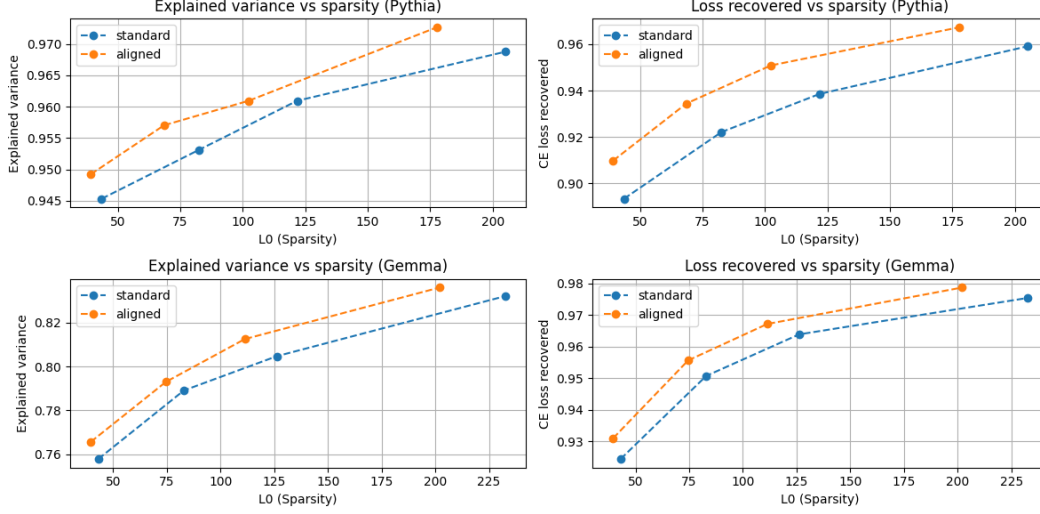 Explained variance vs sparsity (Pythia)
Explained variance
0.970
0.965
0.960
0.955
0.950
0.945
standard
aligned
50 75 100 125 150 175 200
L0 (Sparsity)
Loss recovered vs sparsity (Pythia)
CE loss recovered
0.96
0.94
0.92
0.90
standard
aligned
50 75 100 125 150 175 200
L0 (Sparsity)
Explained variance vs sparsity (Gemma)
Explained variance
0.82
0.80
0.78
0.76
standard
aligned
50 75 100 125 150 175 200 225
L0 (Sparsity)
Loss recovered vs sparsity (Gemma)
CE loss recovered
0.98
0.97
0.96
0.95
0.94
0.93
standard
aligned
50 75 100 125 150 175 200 225
L0 (Sparsity)